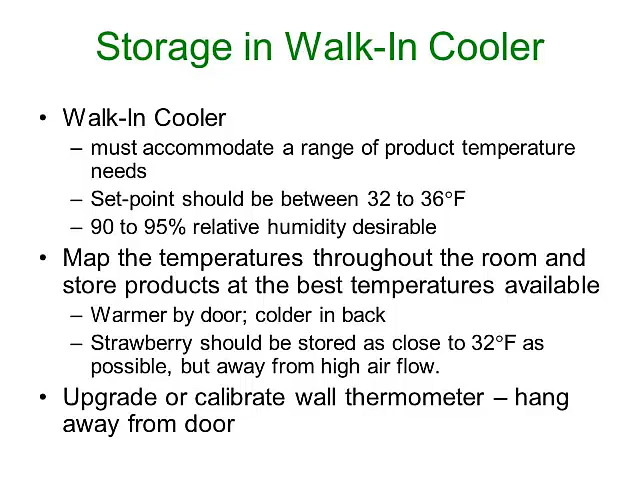 Storage in Walk-In Cooler
• Walk-In Cooler
– must accommodate a range of product temperature
needs
– Set-point should be between 32 to 36°F
– 90 to 95% relative humidity desirable
• Map the temperatures throughout the room and
store products at the best temperatures available
– Warmer by door; colder in back
– Strawberry should be stored as close to 32°F as
possible, but away from high air flow.
• Upgrade or calibrate wall thermometer – hang
away from door